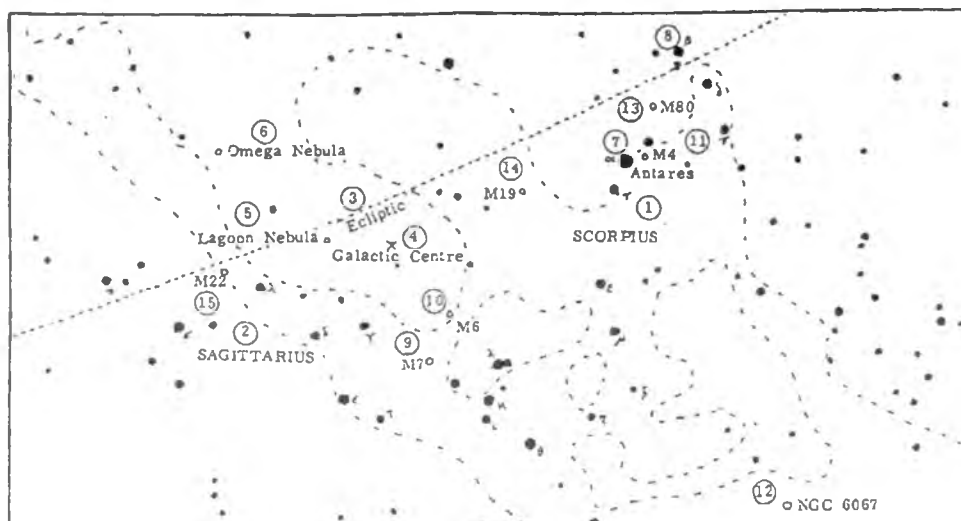 8 β
δ
13 M80
6
Omega Nebula
7 11
α M4
Antares
14
M19
τ
1
SCORPIUS
3
Ecliptic
5
Lagoon Nebula
4
Galactic Centre
M22
λ
15
10
M6
ε
2
SAGITTARIUS
δ
γ
9
M7
μ
ε
η
ζ
η
θ
12
NGC 6067